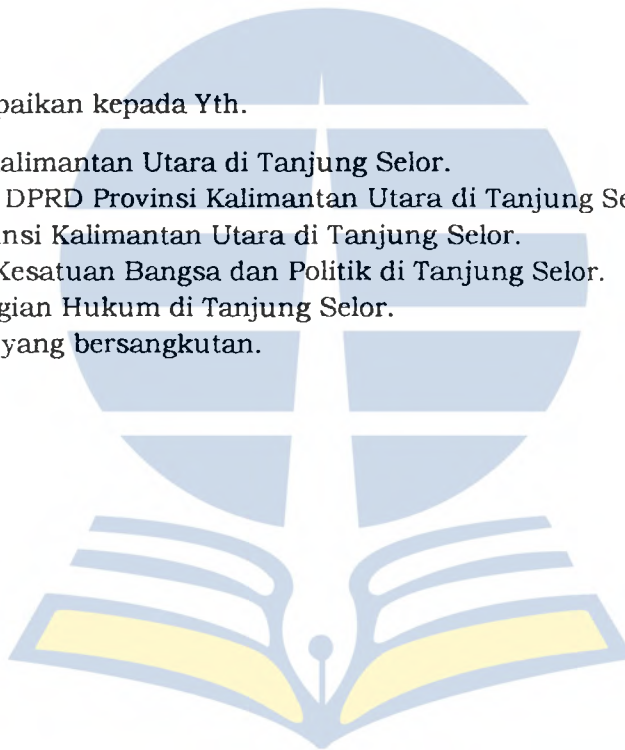 paikan kepada Yth.
alimantan Utara di Tanjung Selor.
DPRD Provinsi Kalimantan Utara di Tanjung Se
nsi Kalimantan Utara di Tanjung Selor.
Kesatuan Bangsa dan Politik di Tanjung Selor.
gian Hukum di Tanjung Selor.
yang bersangkutan.